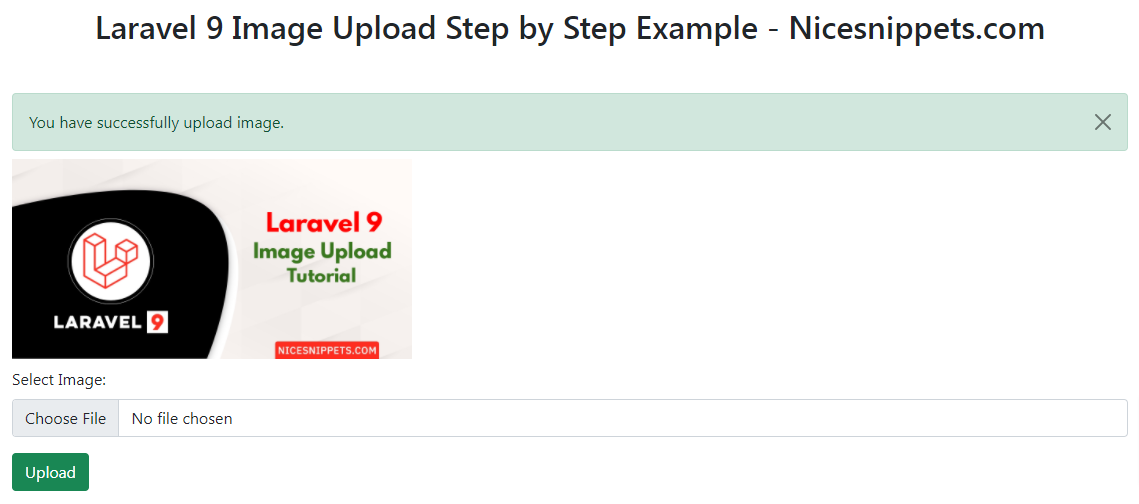 Laravel 9 Image Upload Step by Step Example - Nicesnippets.com
You have successfully upload image.
Laravel 9
Image Upload
Tutorial
LARAVEL 9
NICESNIPPETS.COM
Select Image:
Choose File No file chosen
Upload